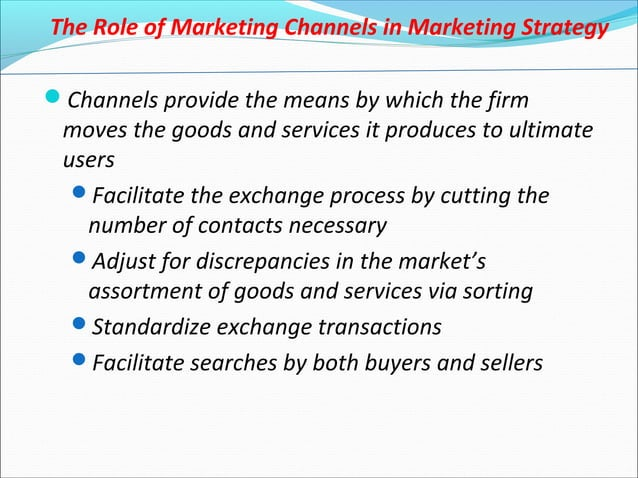 The Role of Marketing Channels in Marketing Strategy
Channels provide the means by which the firm
moves the goods and services it produces to ultimate
users
Facilitate the exchange process by cutting the
number of contacts necessary
Adjust for discrepancies in the market’s
assortment of goods and services via sorting
Standardize exchange transactions
Facilitate searches by both buyers and sellers